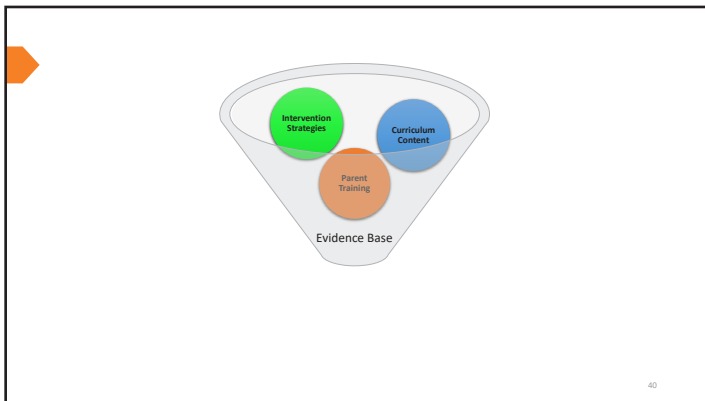 Intervention
Strategies
Curriculum
Content
Parent
Training
Evidence Base
40